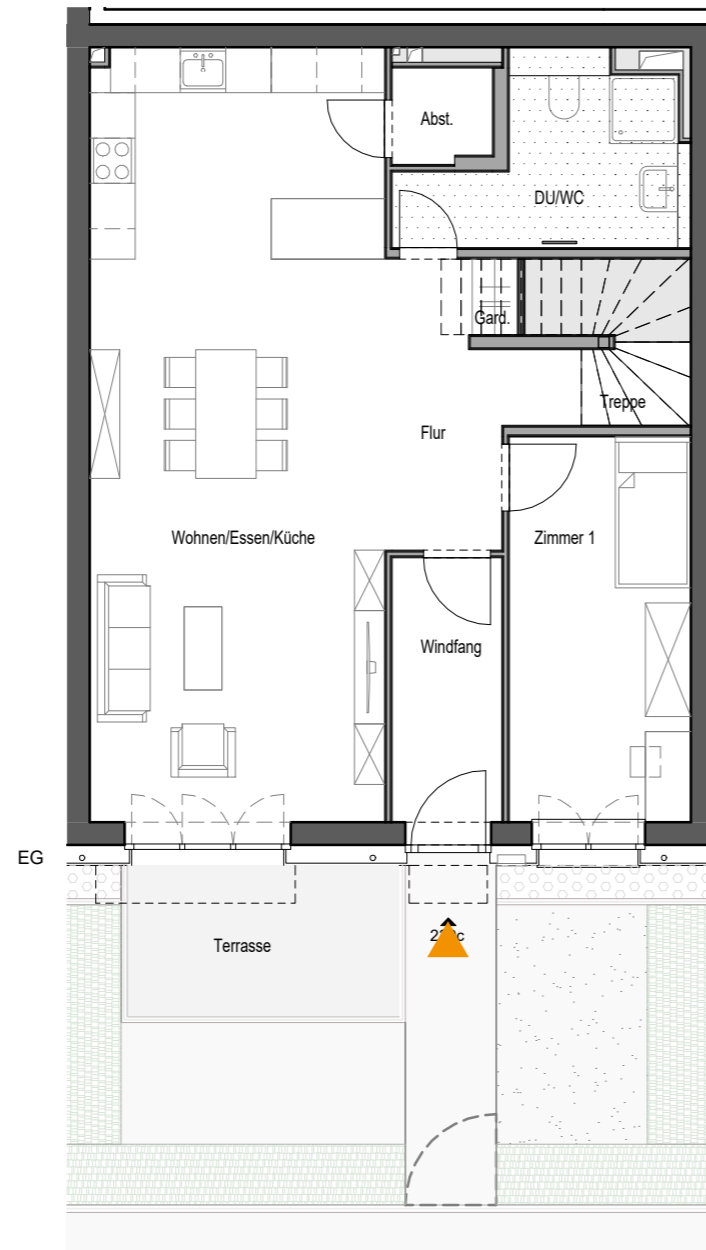 Abst.
DU/WC
Gard.
Treppe
Flur
Wohnen/Essen/Küche
Zimmer 1
Windfang
EG
Terrasse